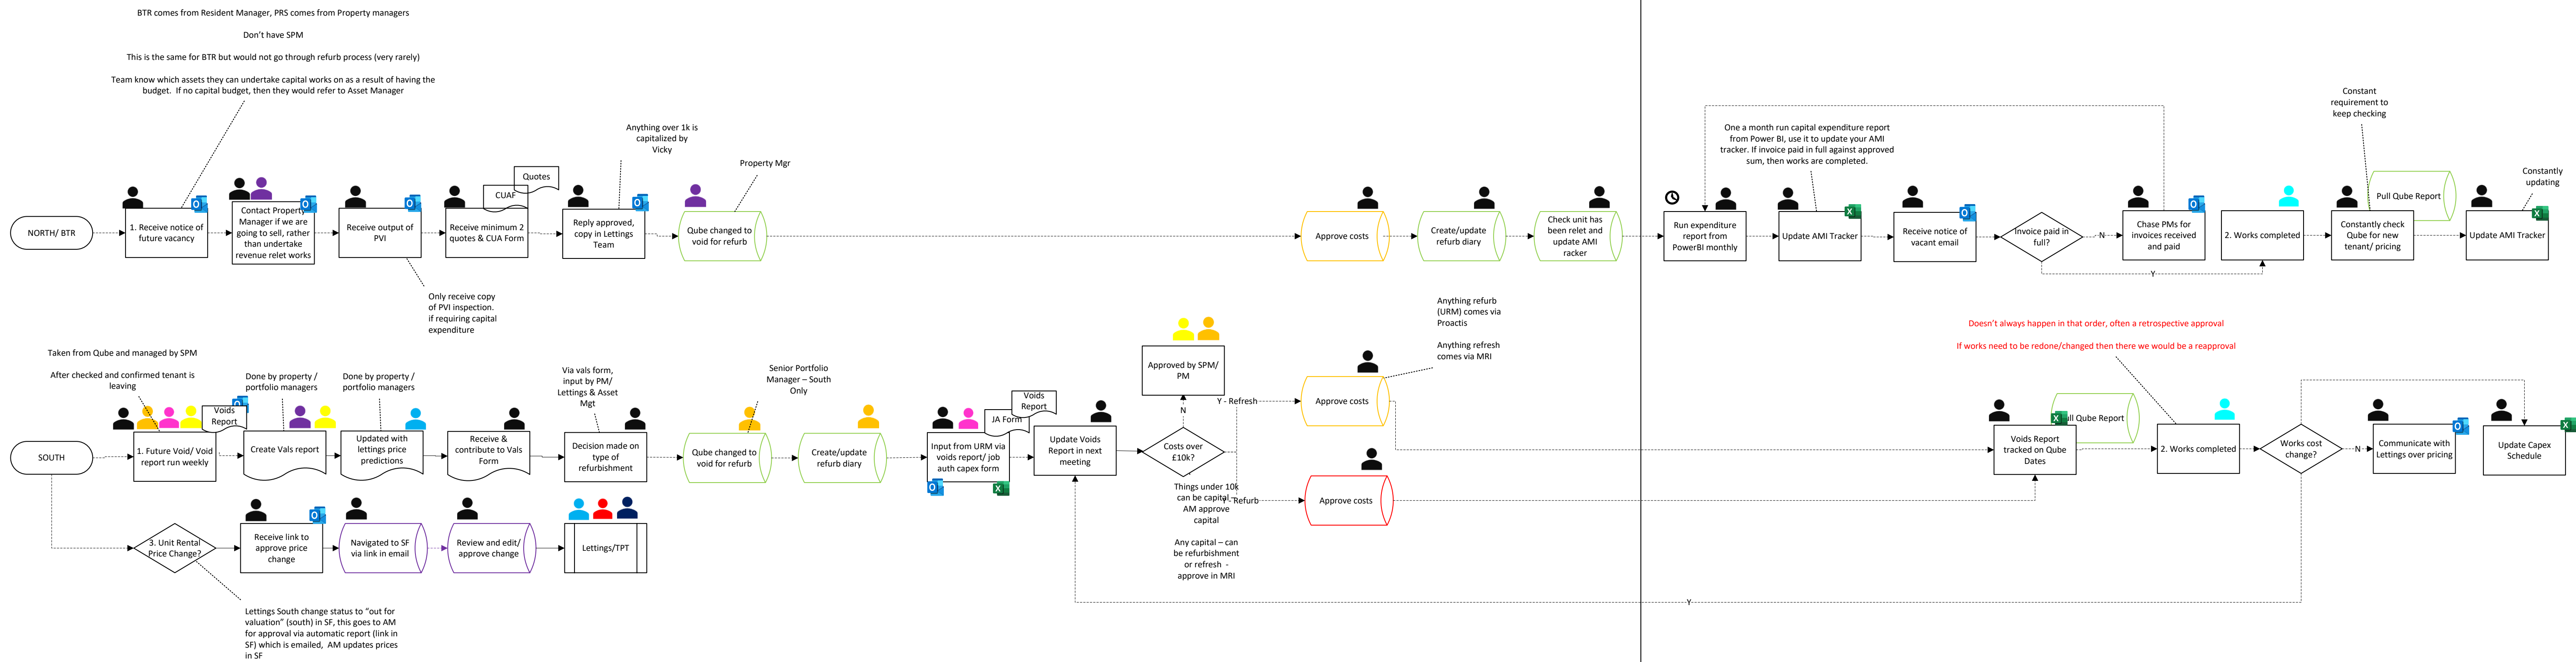 BTR comes from Resident Manager, PRS comes from Property managers
Don't have SPM
This is the same for BTR but would not go through refurb process (very rarely)
Team know which assets they can undertake capital works on as a result of having the
budget.  If no capital budget, then they would refer to Asset Manager
NORTH/ BTR
1. Receive notice of
future vacancy
Contact Property
Manager if we are
going to sell, rather
than undertake
revenue relet works
Receive output of
PVI
Only receive copy
of PVI inspection.
if requiring capital
expenditure
Quotes
CUAF
Receive minimum 2
quotes & CUA Form
Anything over 1k is
capitalized by
Vicky
Reply approved,
copy in Lettings
Team
Property Mgr
Qube changed to
void for refurb
Approve costs
Create/update
refurb diary
Check unit has
been relet and
update AMI
racker
Run expenditure
report from
PowerBI monthly
One a month run capital expenditure report
from Power BI, use it to update your AMI
tracker. If invoice paid in full against approved
sum, then works are completed.
Update AMI Tracker
Receive notice of
vacant email
Invoice paid in
full?
N
Y
Chase PMs for
invoices received
and paid
2. Works completed
Constant
requirement to
keep checking
Pull Qube Report
Constantly check
Qube for new
tenant/ pricing
Constantly
updating
Update AMI Tracker
Taken from Qube and managed by SPM
After checked and confirmed tenant is
leaving
SOUTH
Voids
Report
1. Future Void/ Void
report run weekly
Done by property /
portfolio managers
Create Vals report
Done by property /
portfolio managers
Updated with
lettings price
predictions
Receive &
contribute to Vals
Form
Via vals form,
input by PM/
Lettings & Asset
Mgt
Decision made on
type of
refurbishment
Senior Portfolio
Manager – South
Only
Qube changed to
void for refurb
Create/update
refurb diary
Voids
Report
JA Form
Input from URM via
voids report/ job
auth capex form
Update Voids
Report in next
meeting
Approved by SPM/
PM
N
Costs over
£10k?
Y - Refresh
Y - Refurb
Things under 10k
can be capital –
AM approve
capital
Any capital – can
be refurbishment
or refresh  -
approve in MRI
Anything refurb
(URM) comes via
Proactis
Anything refresh
comes via MRI
Approve costs
Approve costs
Doesn't always happen in that order, often a retrospective approval
If works need to be redone/changed then there we would be a reapproval
ull Qube Report
Voids Report
tracked on Qube
Dates
2. Works completed
Works cost
change?
N
Communicate with
Lettings over pricing
Update Capex
Schedule
Y
3. Unit Rental
Price Change?
Receive link to
approve price
change
Navigated to SF
via link in email
Review and edit/
approve change
Lettings/TPT
Lettings South change status to "out for
valuation" (south) in SF, this goes to AM
for approval via automatic report (link in
SF) which is emailed,  AM updates prices
in SF